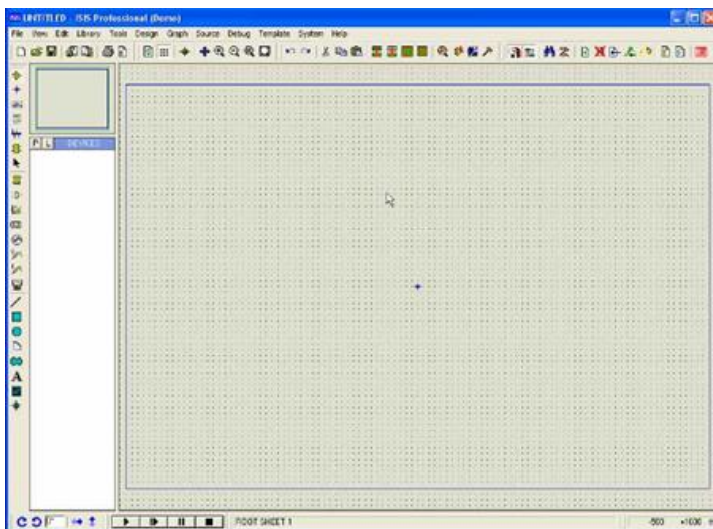 UNTITLED - ISIS Professional (Demo)
File View Edit Library Tools Design Graph Source Debug Template System Help
P L DEVICES
A
ROOT SHEET 1
-500 +1600